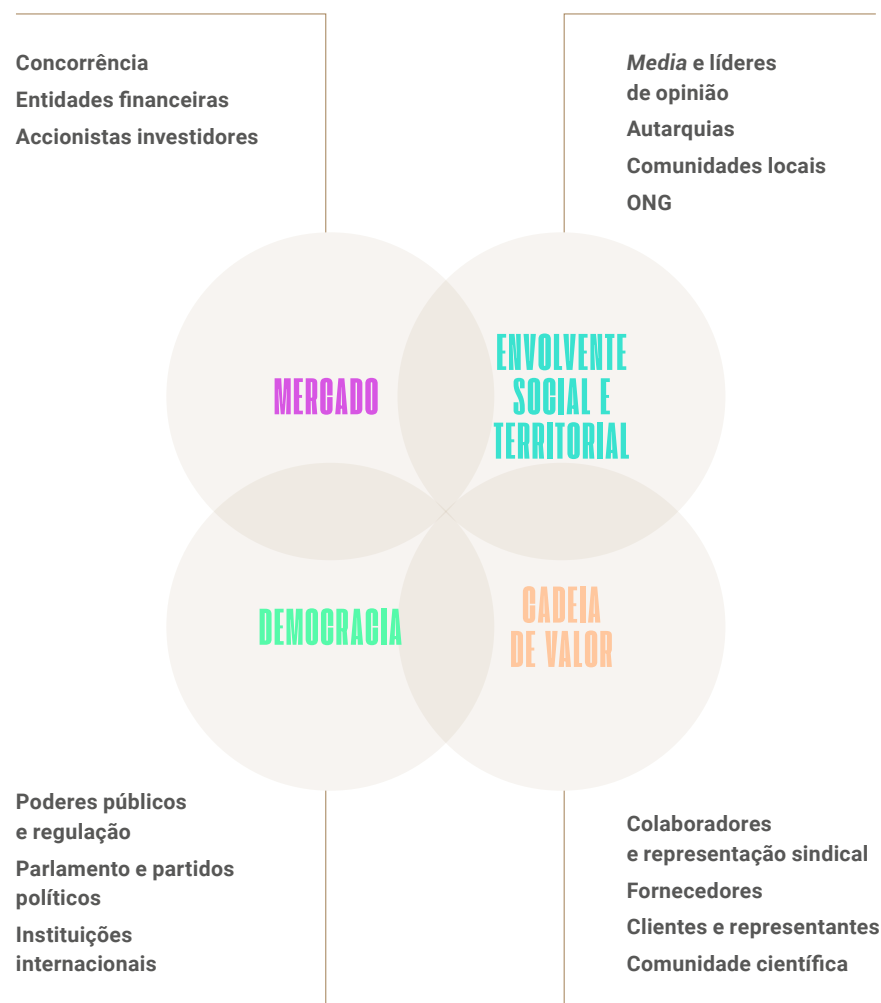 Concorrência
Entidades financeiras
Accionistas investidores
Media e líderes
de opinião
Autarquias
Comunidades locais
ONG
MERCADO
ENVOLVENTE
SOCIAL E
TERRITORIAL
DEMOCRACIA
CADEIA
DE VALOR
Poderes públicos
e regulação
Parlamento e partidos
políticos
Instituições
internacionais
Colaboradores
e representação sindical
Fornecedores
Clientes e representantes
Comunidade científica